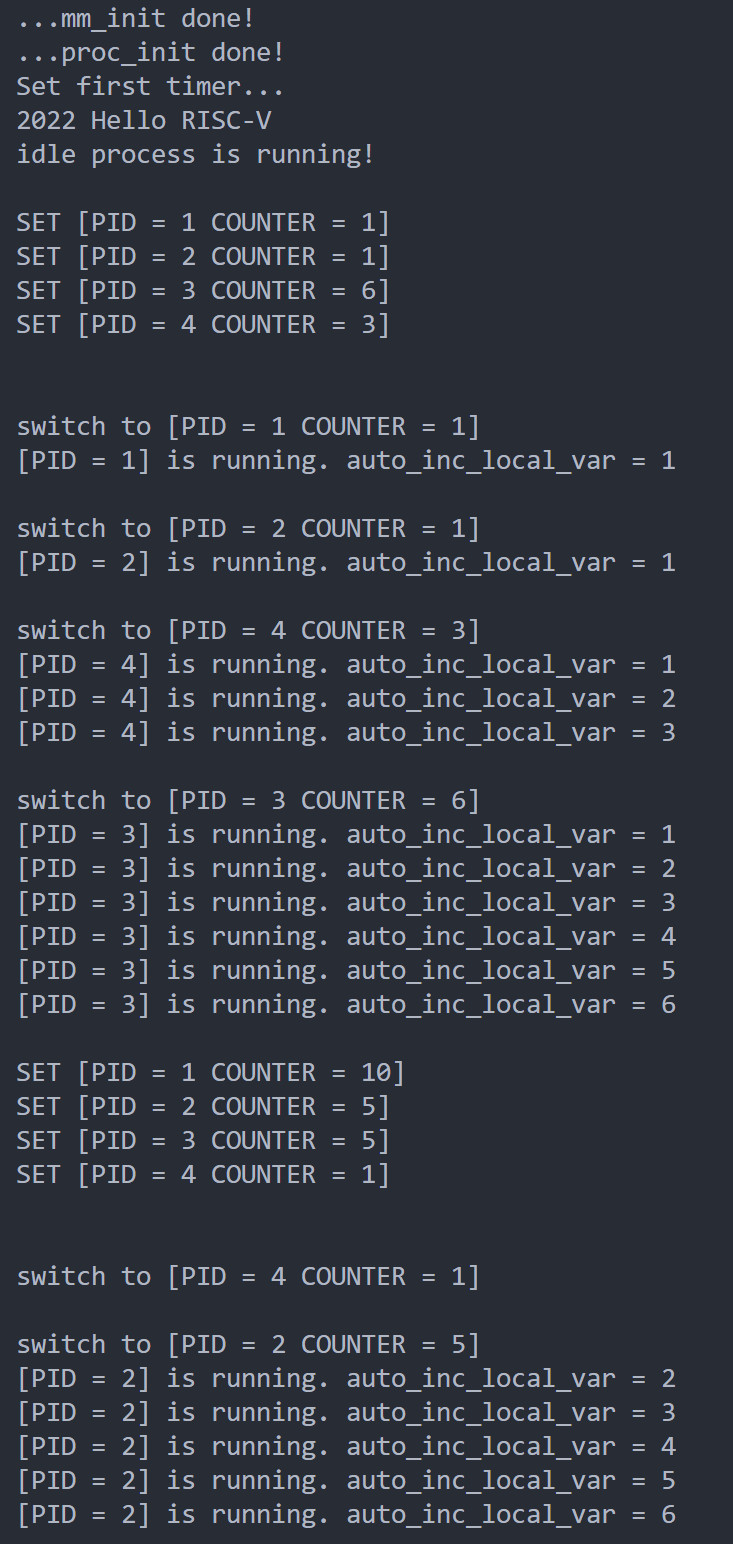 ...mm_init done!
...proc_init done!
Set first timer...
2022 Hello RISC-V
idle process is running!
SET [PID = 1 COUNTER = 1]
SET [PID = 2 COUNTER = 1]
SET [PID = 3 COUNTER = 6]
SET [PID = 4 COUNTER = 3]
switch to [PID = 1 COUNTER = 1]
[PID = 1] is running. auto_inc_local_var = 1
switch to [PID = 2 COUNTER = 1]
[PID = 2] is running. auto_inc_local_var = 1
switch to [PID = 4 COUNTER = 3]
[PID = 4] is running. auto_inc_local_var = 1
[PID = 4] is running. auto_inc_local_var = 2
[PID = 4] is running. auto_inc_local_var = 3
switch to [PID = 3 COUNTER = 6]
[PID = 3] is running. auto_inc_local_var = 1
[PID = 3] is running. auto_inc_local_var = 2
[PID = 3] is running. auto_inc_local_var = 3
[PID = 3] is running. auto_inc_local_var = 4
[PID = 3] is running. auto_inc_local_var = 5
[PID = 3] is running. auto_inc_local_var = 6
SET [PID = 1 COUNTER = 10]
SET [PID = 2 COUNTER = 5]
SET [PID = 3 COUNTER = 5]
SET [PID = 4 COUNTER = 1]
switch to [PID = 4 COUNTER = 1]
switch to [PID = 2 COUNTER = 5]
[PID = 2] is running. auto_inc_local_var = 2
[PID = 2] is running. auto_inc_local_var = 3
[PID = 2] is running. auto_inc_local_var = 4
[PID = 2] is running. auto_inc_local_var = 5
[PID = 2] is running. auto_inc_local_var = 6